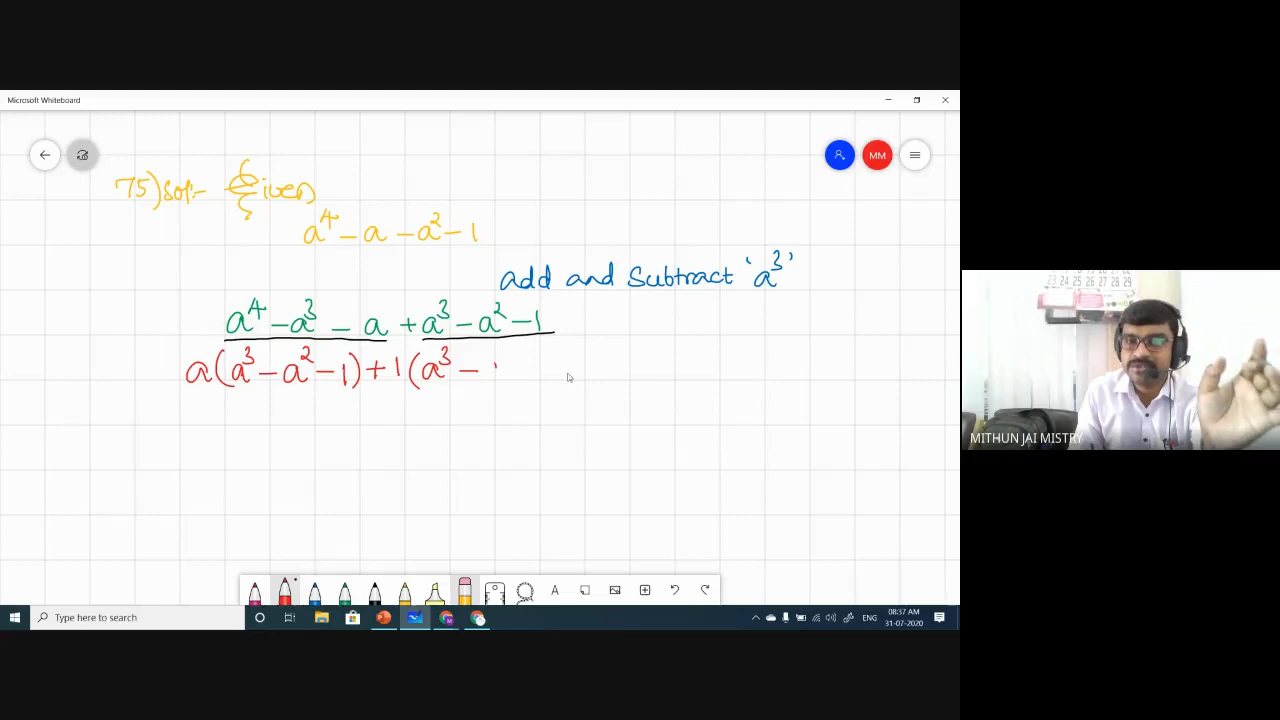 Microsoft Whiteboard
MM
75) Sol:- Given
a⁴ - a - a² - 1
add and Subtract 'a³'
a⁴ - a³ - a + a³ - a² - 1
a(a³ - a² - 1) + 1(a³ -
MITHUN JAI MISTRY
A
Type here to search
ENG
08:37 AM
31-07-2020